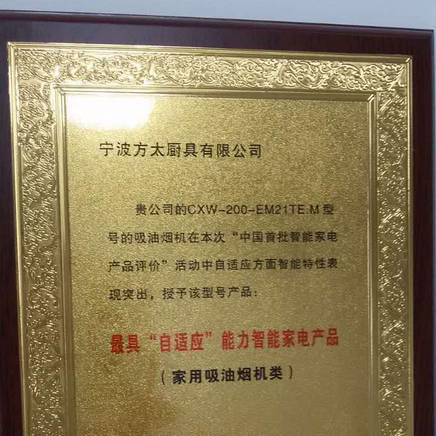 宁波方太厨具有限公司
贵公司的CXW-200-EM21TE.M型
号的吸油烟机在本次“中国首批智能家电
产品评价”活动中自适应方面智能特性表
现突出，授予该型号产品：
最具“自适应”能力智能家电产品
（家用吸油烟机类）